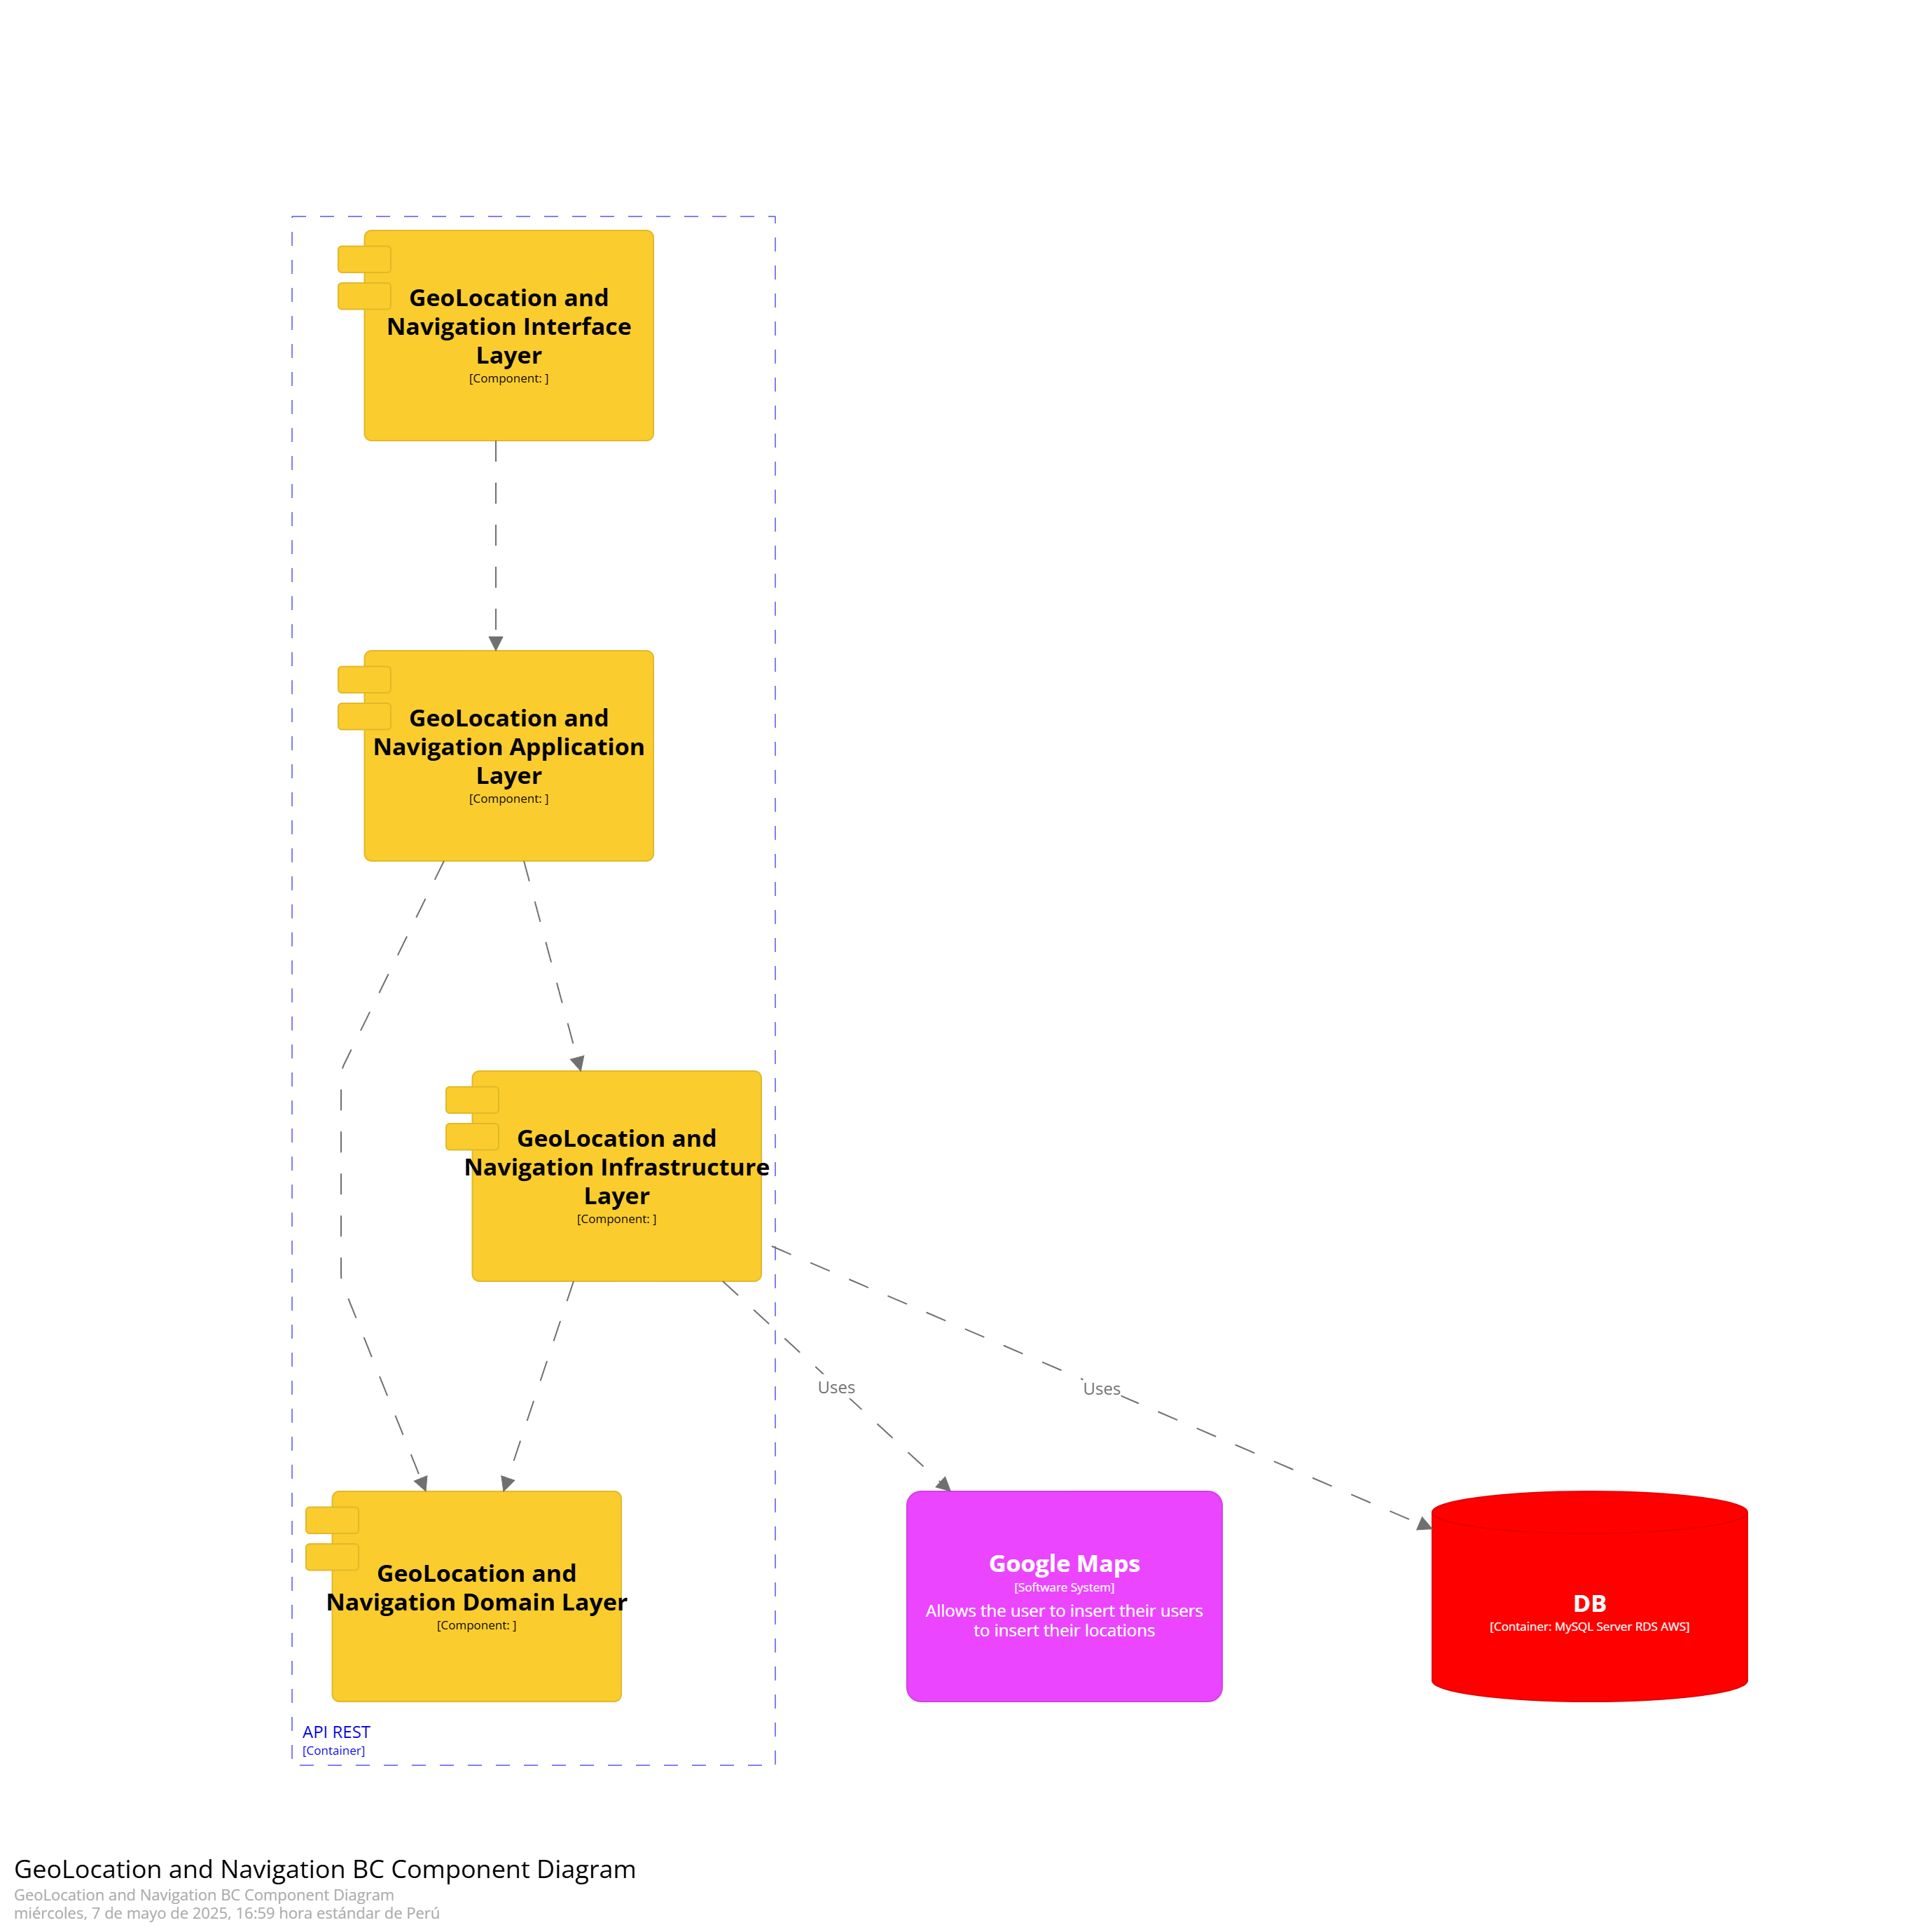 GeoLocation and
Navigation Interface
Layer
[Component: ]
GeoLocation and
Navigation Application
Layer
[Component: ]
GeoLocation and
Navigation Infrastructure
Layer
[Component: ]
Uses
Uses
GeoLocation and
Navigation Domain Layer
[Component: ]
Google Maps
[Software System]
Allows the user to insert their users
to insert their locations
DB
[Container: MySQL Server RDS AWS]
API REST
[Container]
GeoLocation and Navigation BC Component Diagram
GeoLocation and Navigation BC Component Diagram
miércoles, 7 de mayo de 2025, 16:59 hora estándar de Perú